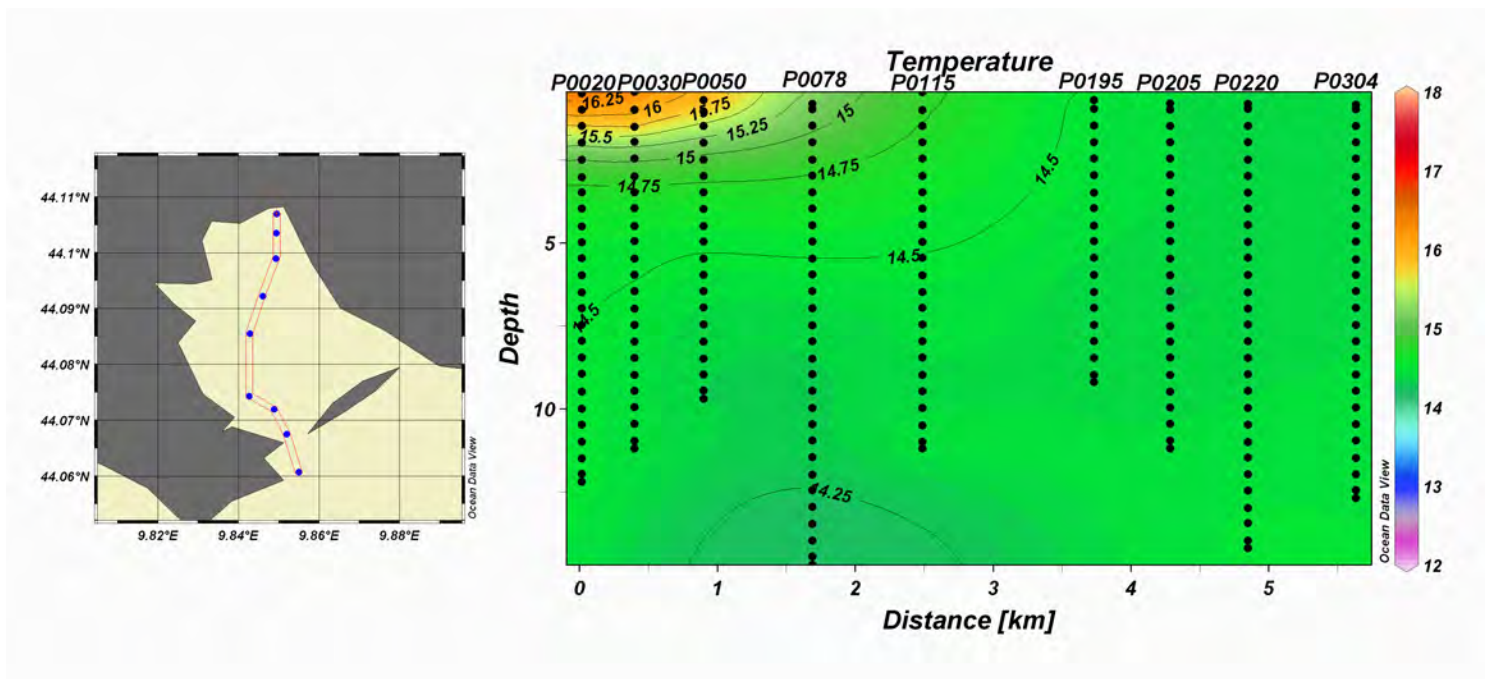 44.11°N
44.1°N
44.09°N
44.08°N
44.07°N
44.06°N
9.82°E 9.84°E 9.86°E 9.88°E
Ocean Data View
Temperature
P0020 P0030 P0050 P0078 P0115 P0195 P0205 P0220 P0304
16.25 16 15.75
15.5 15.25 15
15
14.75 14.75
14.5
14.5
14.5
14.25
Depth
5
10
0 1 2 3 4 5
Distance [km]
Ocean Data View
18
17
16
15
14
13
12